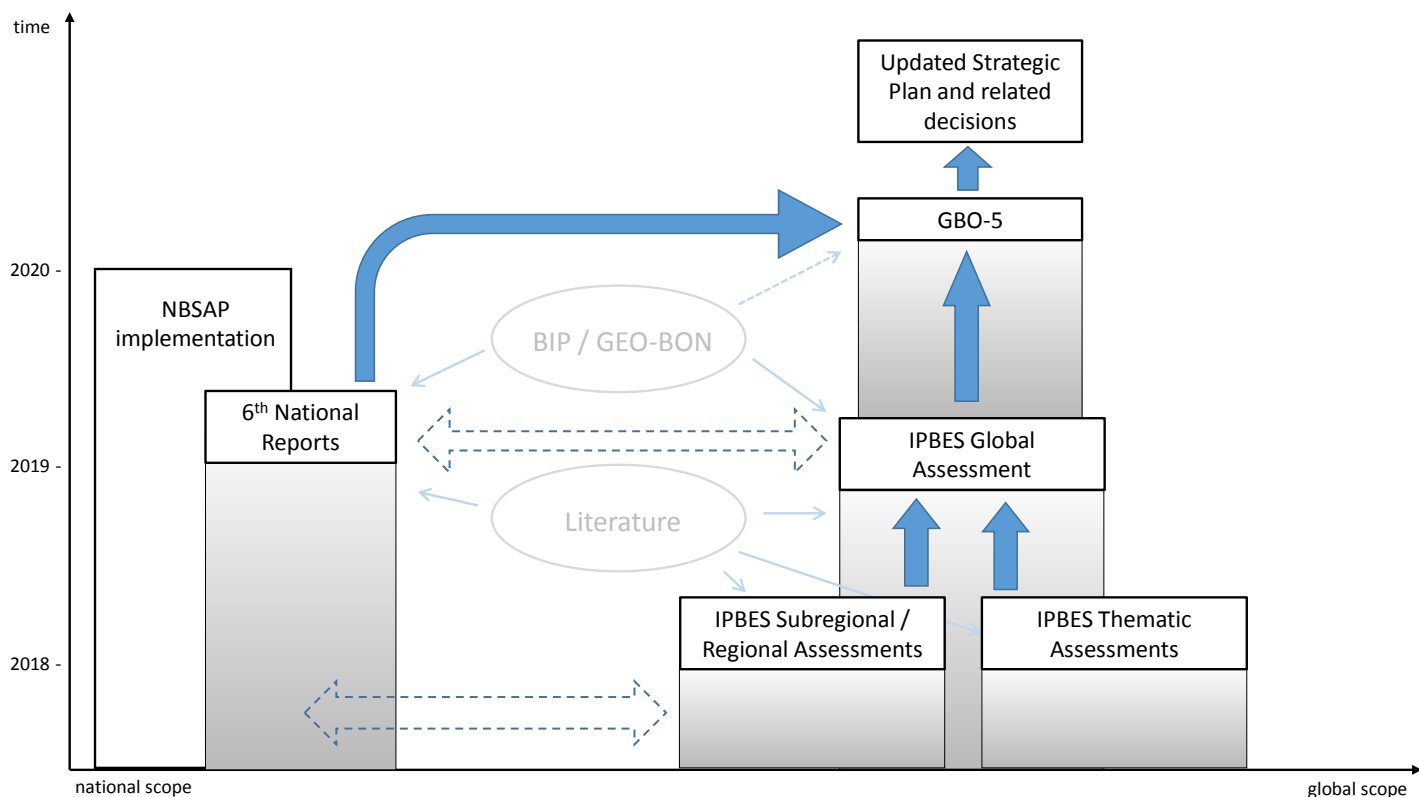 time
Updated Strategic
Plan and related
decisions
GBO-5
2020 -
NBSAP
implementation
BIP / GEO-BON
6th National
Reports
IPBES Global
Assessment
2019 -
Literature
IPBES Subregional /
Regional Assessments
IPBES Thematic
Assessments
2018 -
national scope
global scope